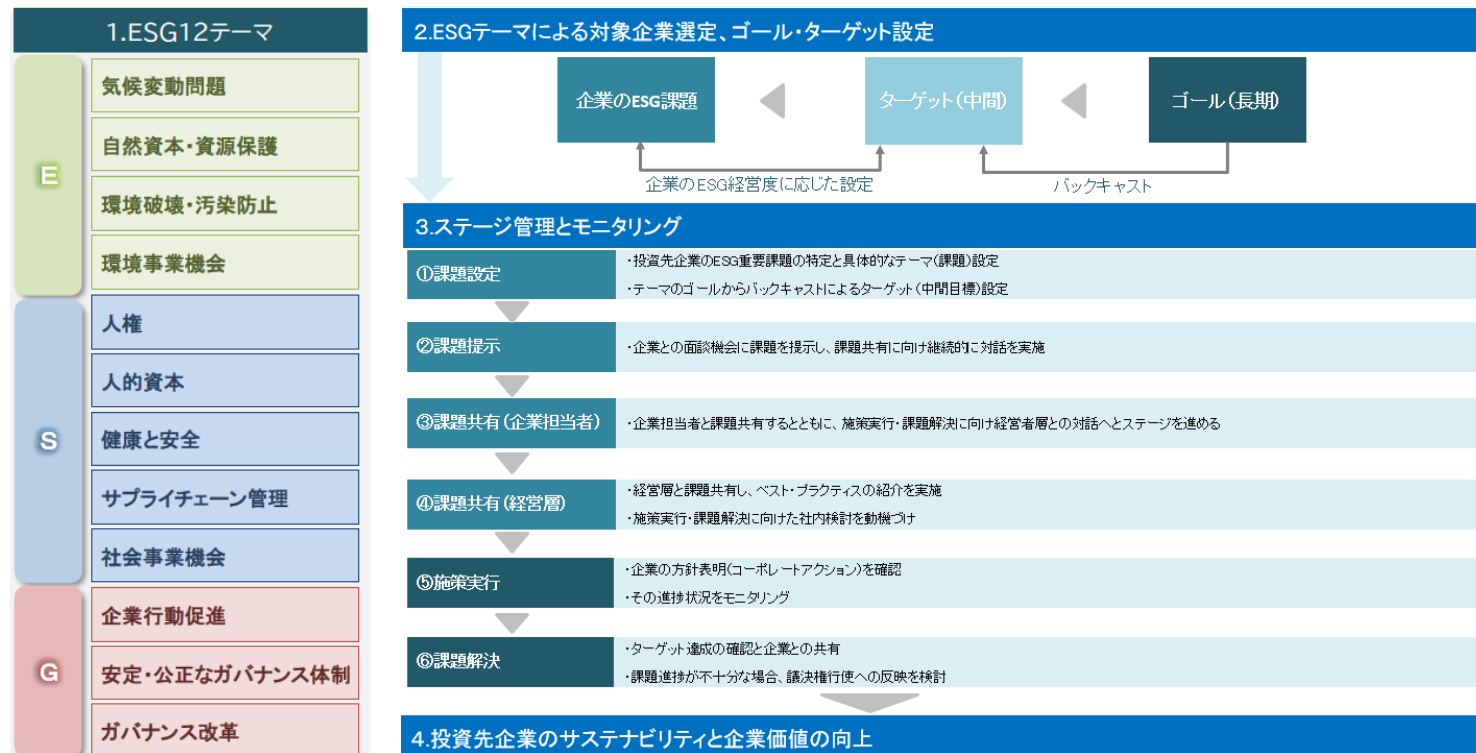 1.ESG12テーマ
E
気候変動問題
自然資本・資源保護
環境破壊・汚染防止
環境事業機会
S
人権
人的資本
健康と安全
サプライチェーン管理
社会事業機会
G
企業行動促進
安定・公正なガバナンス体制
ガバナンス改革
2.ESGテーマによる対象企業選定、ゴール・ターゲット設定
企業のESG課題
ターゲット(中間)
ゴール(長期)
企業のESG経営度に応じた設定
バックキャスト
3.ステージ管理とモニタリング
①課題設定
・投資先企業のESG重要課題の特定と具体的なテーマ(課題)設定
・テーマのゴールからバックキャストによるターゲット(中間目標)設定
②課題提示
・企業との面談機会に課題を提示し、課題共有に向け継続的に対話を実施
③課題共有(企業担当者)
・企業担当者と課題共有するとともに、施策実行・課題解決に向け経営者層との対話へとステージを進める
④課題共有(経営層)
・経営層と課題共有し、ベスト・プラクティスの紹介を実施
・施策実行・課題解決に向けた社内検討を動機づけ
⑤施策実行
・企業の方針表明(コーポレートアクション)を確認
・その進捗状況をモニタリング
⑥課題解決
・ターゲット達成の確認と企業との共有
・課題進捗が不十分な場合、議決権行使への反映を検討
4.投資先企業のサステナビリティと企業価値の向上